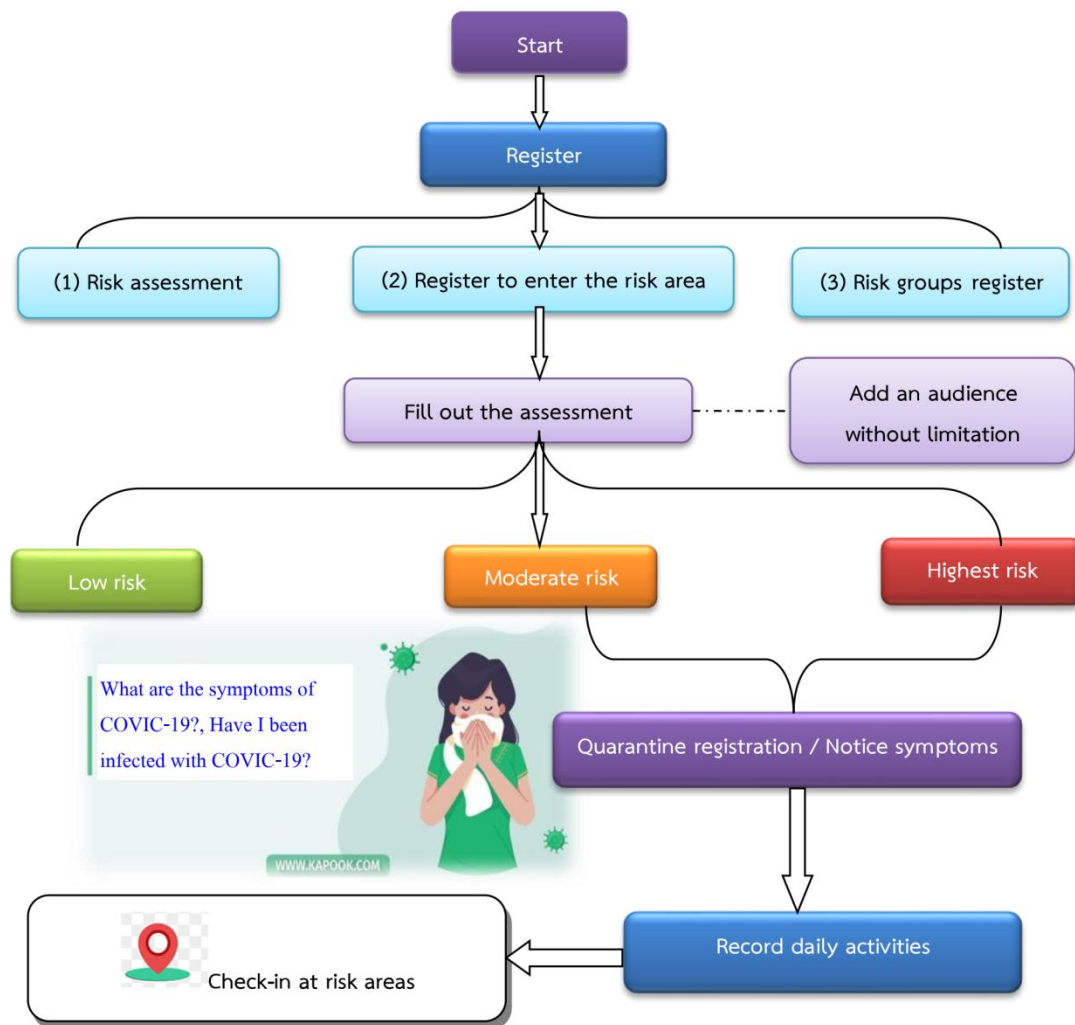 Start
Register
(1) Risk assessment
(2) Register to enter the risk area
(3) Risk groups register
Fill out the assessment
Add an audience
without limitation
Low risk
Moderate risk
Highest risk
What are the symptoms of
COVIC-19?, Have I been
infected with COVIC-19?
WWW.KAPOOK.COM
Quarantine registration / Notice symptoms
Record daily activities
Check-in at risk areas